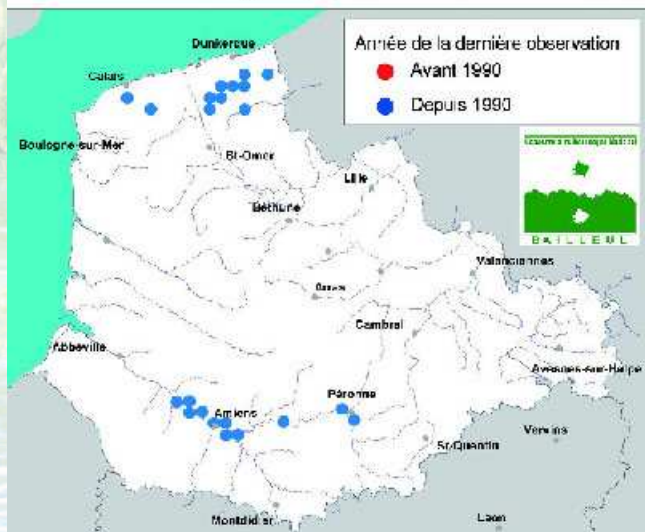 Dunkerque
Année de la dernière observation
Calais
Avant 1990
Depuis 1990
Boulogne-sur-Mer
St-Omer
Lille
BAILLEUL
Béthune
Valenciennes
Arras
Cambrai
Abbeville
Avesnes-sur-Helpe
Péronne
Amiens
Vervins
St-Quentin
Montdidier
Laon